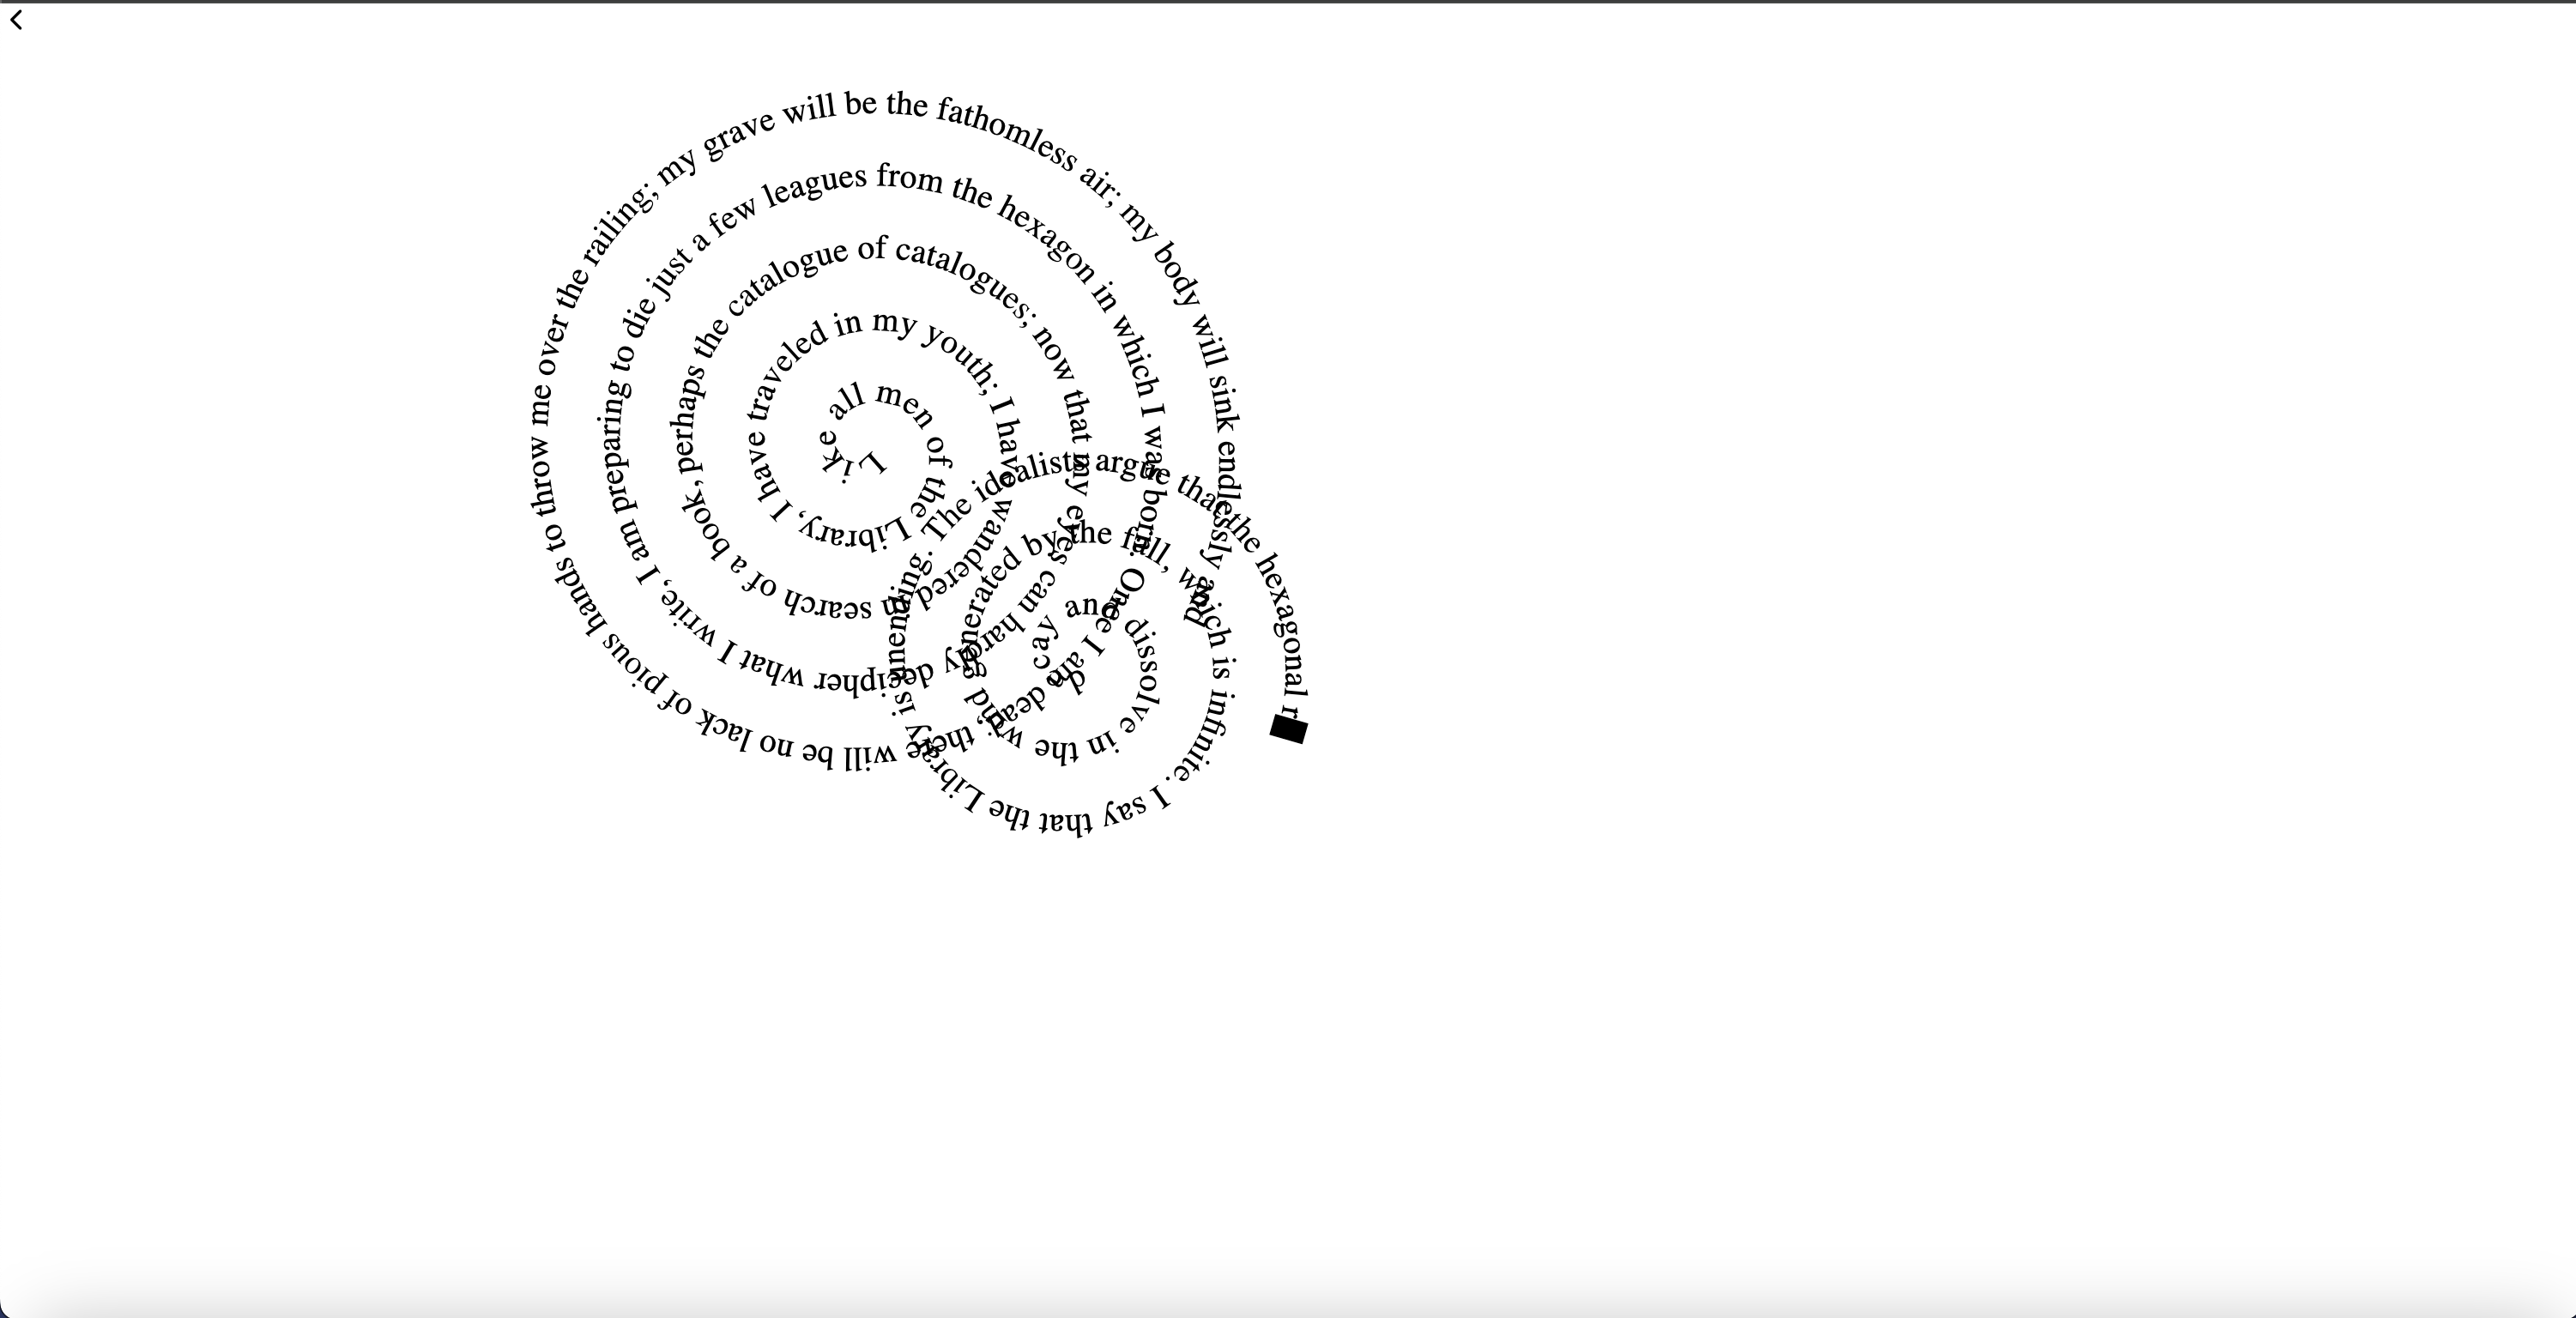 Like all men of the Library, I have traveled in my youth; I have wandered in search of a book, perhaps the catalogue of catalogues; now that my eyes can hardly decipher what I write, I am preparing to die just a few leagues from the hexagon in which I was born. Once I am dead, there will be no lack of pious hands to throw me over the railing; my grave will be the fathomless air; my body will sink endlessly and
decay and dissolve in the wind generated by the fall, which is infinite. I say that the Library is unending. The idealists argue that the hexagonal r